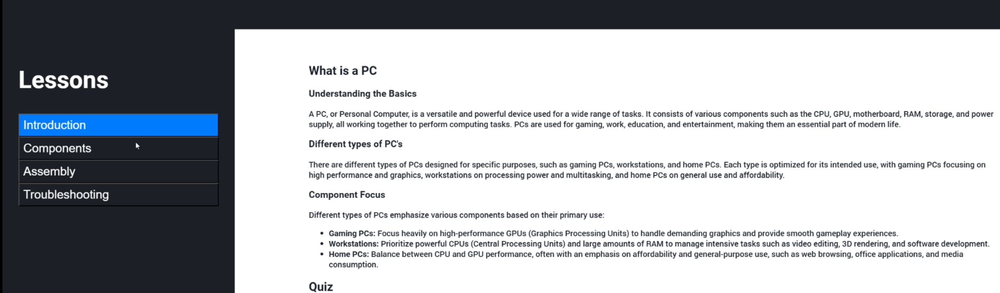 Lessons
Introduction
Components
Assembly
Troubleshooting
What is a PC
Understanding the Basics
A PC, or Personal Computer, is a versatile and powerful device used for a wide range of tasks. It consists of various components such as the CPU, GPU, motherboard, RAM, storage, and power
supply, all working together to perform computing tasks. PCs are used for gaming, work, education, and entertainment, making them an essential part of modern life.
Different types of PC's
There are different types of PCs designed for specific purposes, such as gaming PCs, workstations, and home PCs. Each type is optimized for its intended use, with gaming PCs focusing on
high performance and graphics, workstations on processing power and multitasking, and home PCs on general use and affordability.
Component Focus
Different types of PCs emphasize various components based on their primary use:
• Gaming PCs: Focus heavily on high-performance GPUs (Graphics Processing Units) to handle demanding graphics and provide smooth gameplay experiences.
• Workstations: Prioritize powerful CPUs (Central Processing Units) and large amounts of RAM to manage intensive tasks such as video editing, 3D rendering, and software development.
• Home PCs: Balance between CPU and GPU performance, often with an emphasis on affordability and general-purpose use, such as web browsing, office applications, and media
consumption.
Quiz